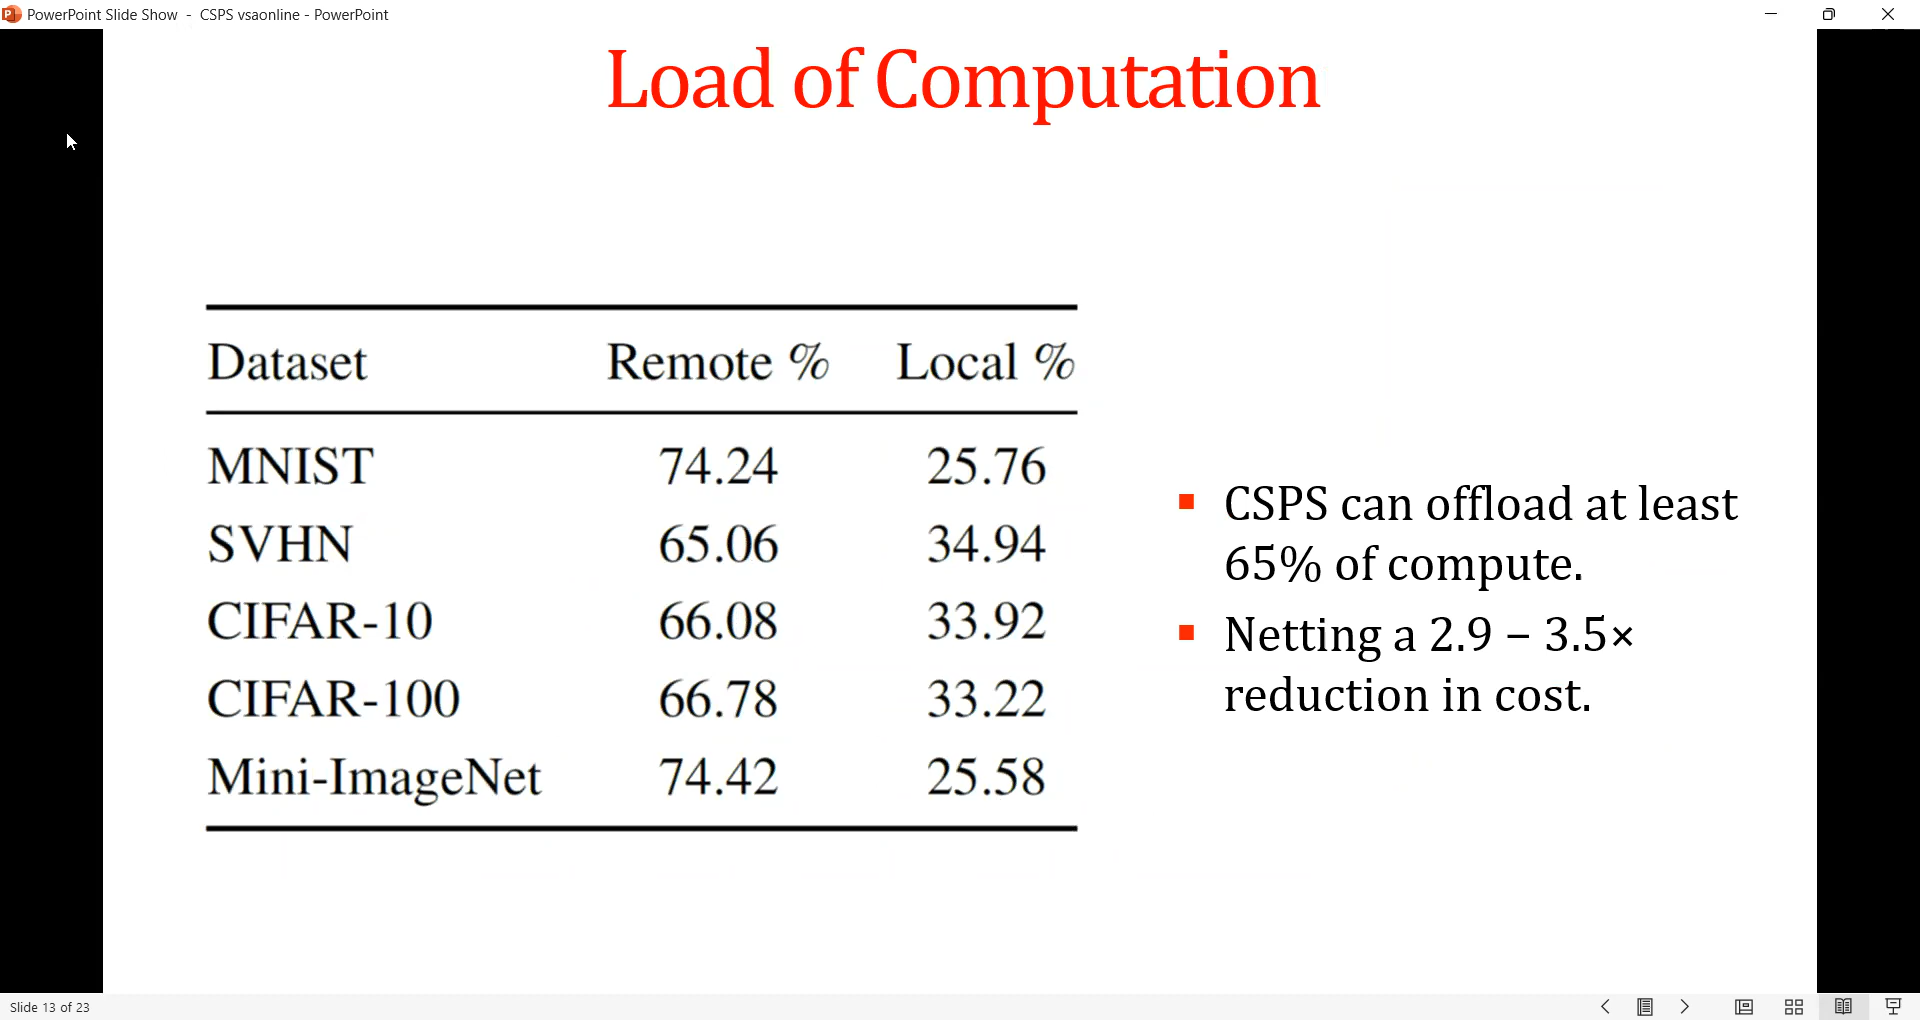 PowerPoint Slide Show - CSPS vsaonline - PowerPoint
Load of Computation
Dataset Remote % Local %
MNIST 74.24 25.76
SVHN 65.06 34.94
CIFAR-10 66.08 33.92
CIFAR-100 66.78 33.22
Mini-ImageNet 74.42 25.58
▪ CSPS can offload at least
65% of compute.
▪ Netting a 2.9 – 3.5×
reduction in cost.
Slide 13 of 23